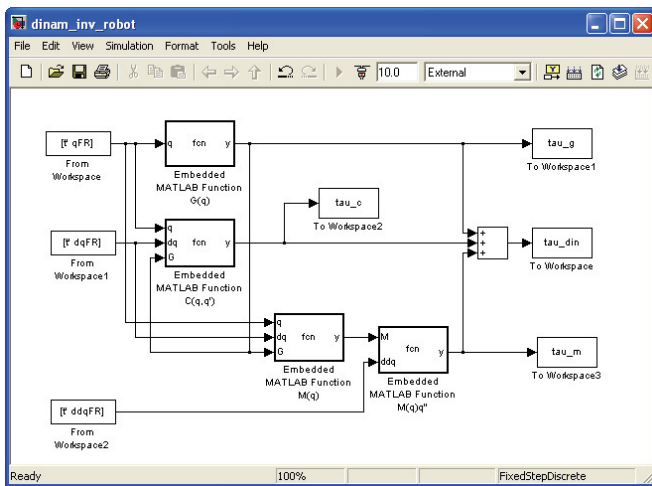 dinam_inv_robot
File Edit View Simulation Format Tools Help
10.0 External
[t' qFR]
From
Workspace
q fcn y
Embedded
MATLAB Function
G(q)
tau_g
To Workspace1
tau_c
To Workspace2
[t' dqFR]
From
Workspace1
q
dq fcn y
G
Embedded
MATLAB Function
C(q,q')
+
+
+
tau_din
To Workspace
q
dq fcn y
G
Embedded
MATLAB Function
M(q)
M
fcn
y
ddq
Embedded
MATLAB Function
M(q)q"
tau_m
To Workspace3
[t' ddqFR]
From
Workspace2
Ready 100% FixedStepDiscrete